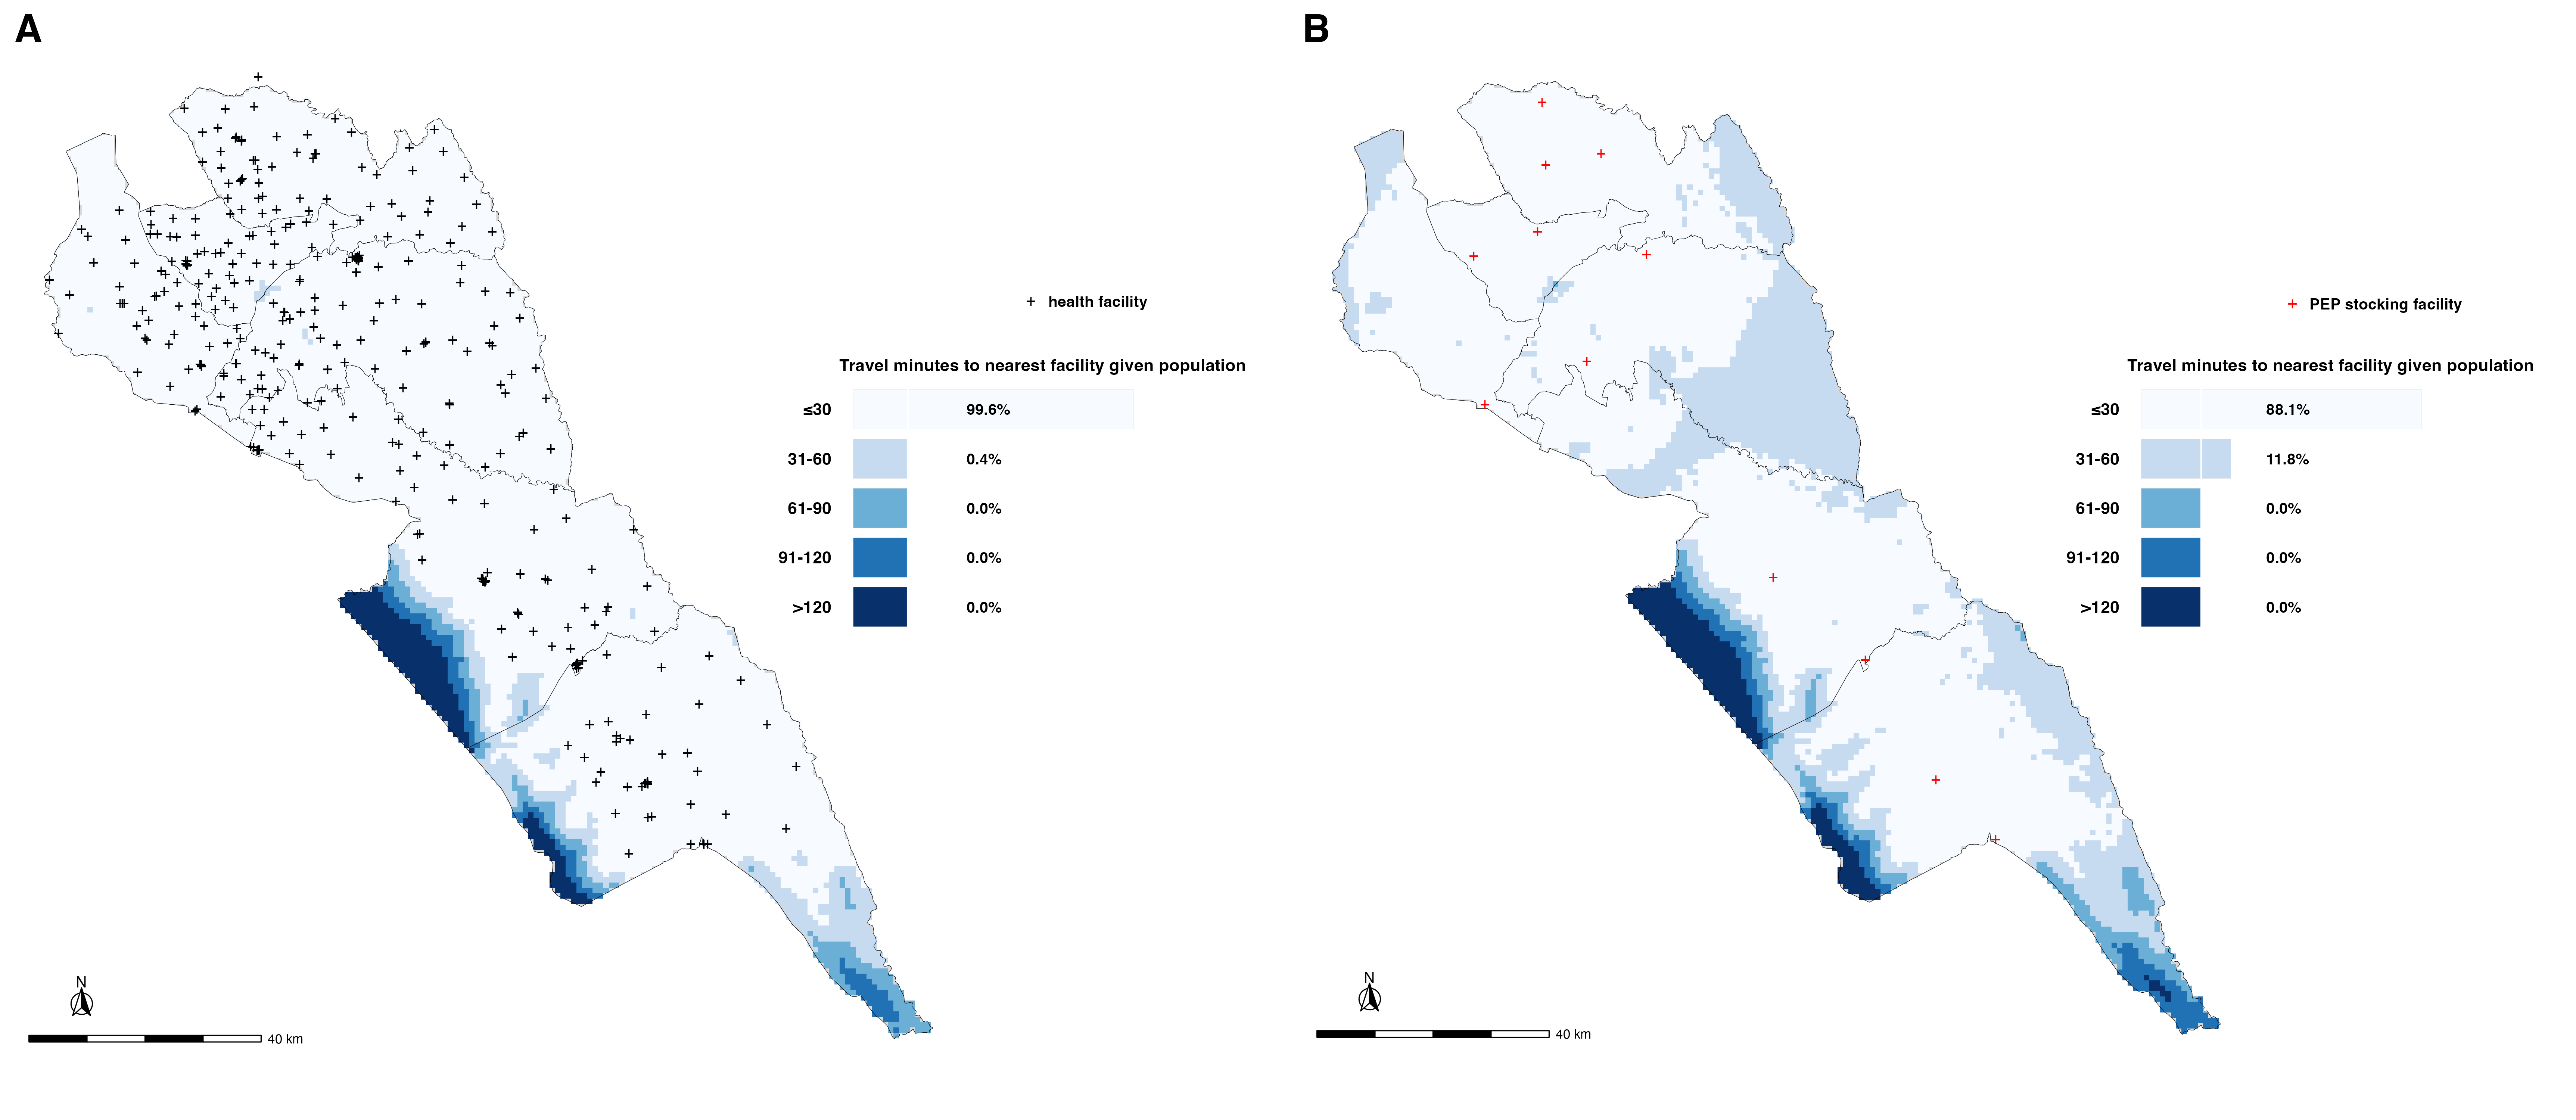 A
health facility
Travel minutes to nearest facility given population
≤30 99.6%
31-60 0.4%
61-90 0.0%
91-120 0.0%
>120 0.0%
N
40 km
B
PEP stocking facility
Travel minutes to nearest facility given population
≤30 88.1%
31-60 11.8%
61-90 0.0%
91-120 0.0%
>120 0.0%
N
40 km